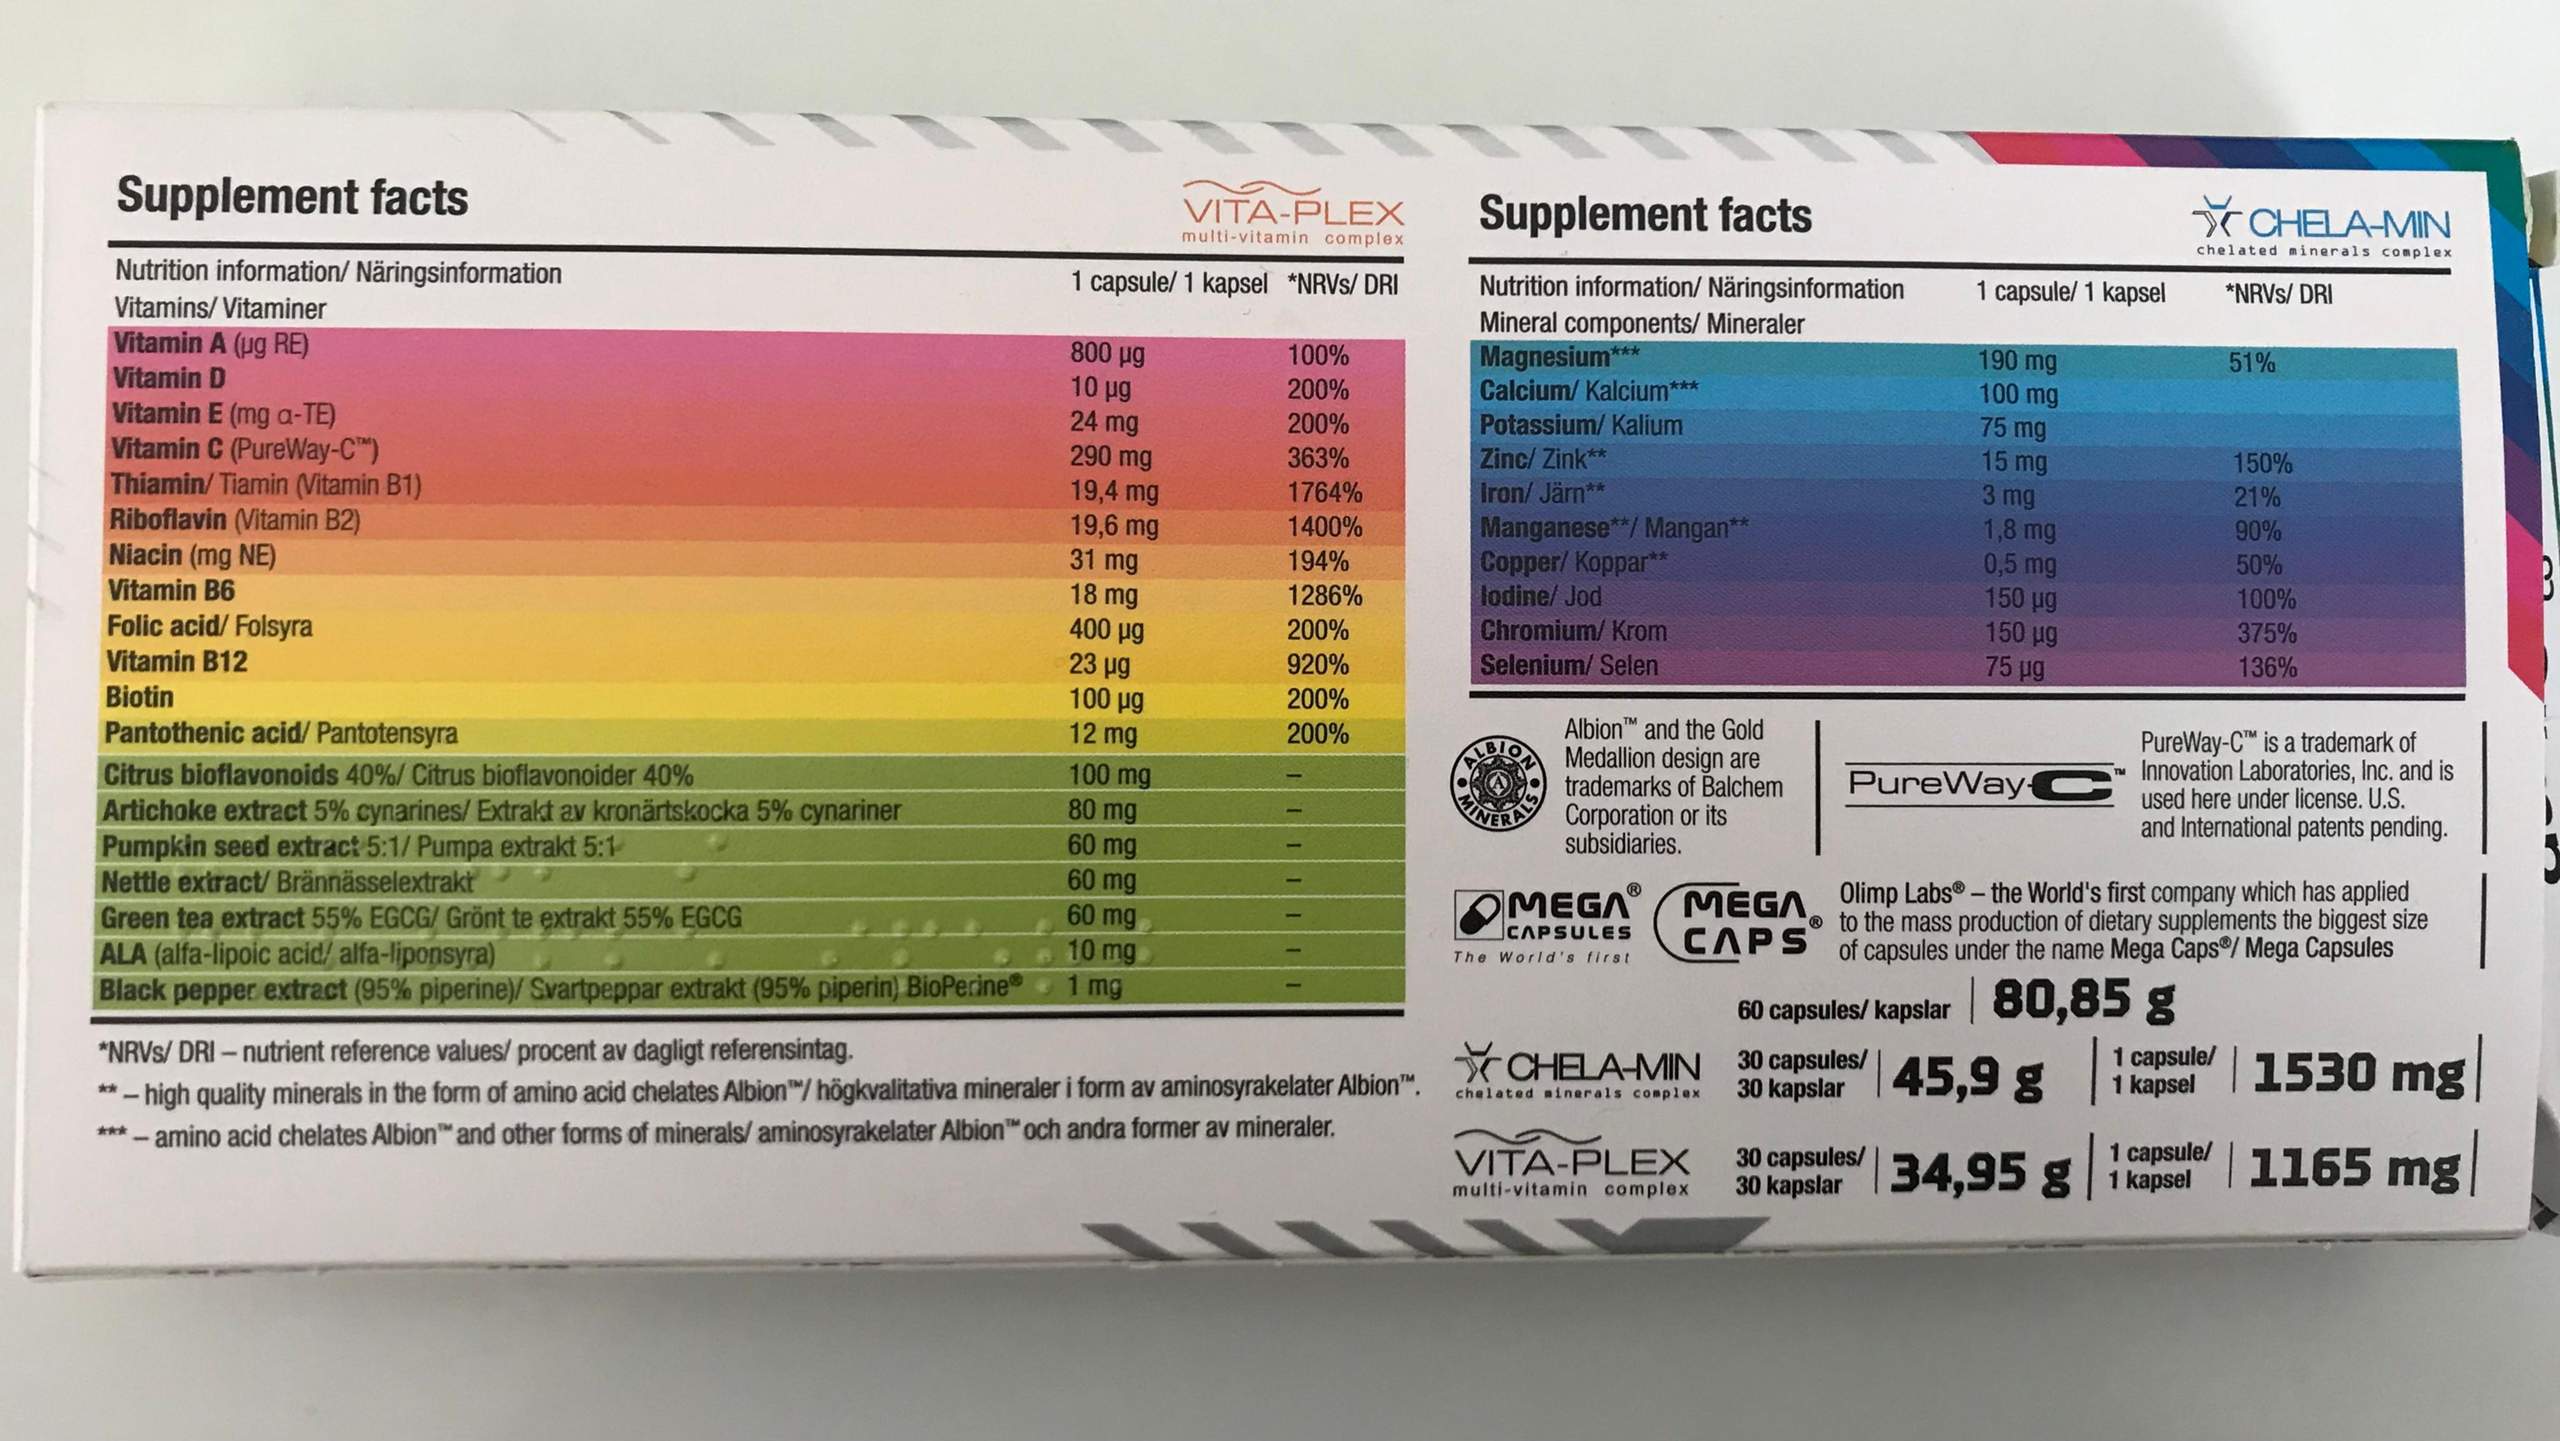 Supplement facts
VITA-PLEX
multi-vitamin complex
Nutrition information/ Näringsinformation 1 capsule/ 1 kapsel *NRVs/ DRI
Vitamins/ Vitaminer
Vitamin A (µg RE) 800 µg 100%
Vitamin D 10 µg 200%
Vitamin E (mg α-TE) 24 mg 200%
Vitamin C (PureWay-C™) 290 mg 363%
Thiamin/ Tiamin (Vitamin B1) 19,4 mg 1764%
Riboflavin (Vitamin B2) 19,6 mg 1400%
Niacin (mg NE) 31 mg 194%
Vitamin B6 18 mg 1286%
Folic acid/ Folsyra 400 µg 200%
Vitamin B12 23 µg 920%
Biotin 100 µg 200%
Pantothenic acid/ Pantotensyra 12 mg 200%
Citrus bioflavonoids 40%/ Citrus bioflavonoider 40% 100 mg –
Artichoke extract 5% cynarines/ Extrakt av kronärtskocka 5% cynariner 80 mg –
Pumpkin seed extract 5:1/ Pumpa extrakt 5:1 60 mg –
Nettle extract/ Brännässelextrakt 60 mg –
Green tea extract 55% EGCG/ Grönt te extrakt 55% EGCG 60 mg –
ALA (alfa-lipoic acid/ alfa-liponsyra) 10 mg –
Black pepper extract (95% piperine)/ Svartpeppar extrakt (95% piperin) BioPerine® 1 mg –
*NRVs/ DRI – nutrient reference values/ procent av dagligt referensintag.
** – high quality minerals in the form of amino acid chelates Albion™/ högkvalitativa mineraler i form av aminosyrakelater Albion™.
*** – amino acid chelates Albion™ and other forms of minerals/ aminosyrakelater Albion™ och andra former av mineraler.
Supplement facts
CHELA-MIN
chelated minerals complex
Nutrition information/ Näringsinformation 1 capsule/ 1 kapsel *NRVs/ DRI
Mineral components/ Mineraler
Magnesium*** 190 mg 51%
Calcium/ Kalcium*** 100 mg
Potassium/ Kalium 75 mg
Zinc/ Zink** 15 mg 150%
Iron/ Järn** 3 mg 21%
Manganese**/ Mangan** 1,8 mg 90%
Copper/ Koppar** 0,5 mg 50%
Iodine/ Jod 150 µg 100%
Chromium/ Krom 150 µg 375%
Selenium/ Selen 75 µg 136%
ALBION MINERALS
A
Albion™ and the Gold
Medallion design are
trademarks of Balchem
Corporation or its
subsidiaries.
PureWay-C™
PureWay-C™ is a trademark of
Innovation Laboratories, Inc. and is
used here under license. U.S.
and International patents pending.
MEGA®
CAPSULES
The World's first
MEGA
CAPS®
Olimp Labs® – the World's first company which has applied
to the mass production of dietary supplements the biggest size
of capsules under the name Mega Caps®/ Mega Capsules
60 capsules/ kapslar 80,85 g
CHELA-MIN
chelated minerals complex
30 capsules/
30 kapslar
45,9 g
1 capsule/
1 kapsel
1530 mg
VITA-PLEX
multi-vitamin complex
30 capsules/
30 kapslar
34,95 g
1 capsule/
1 kapsel
1165 mg